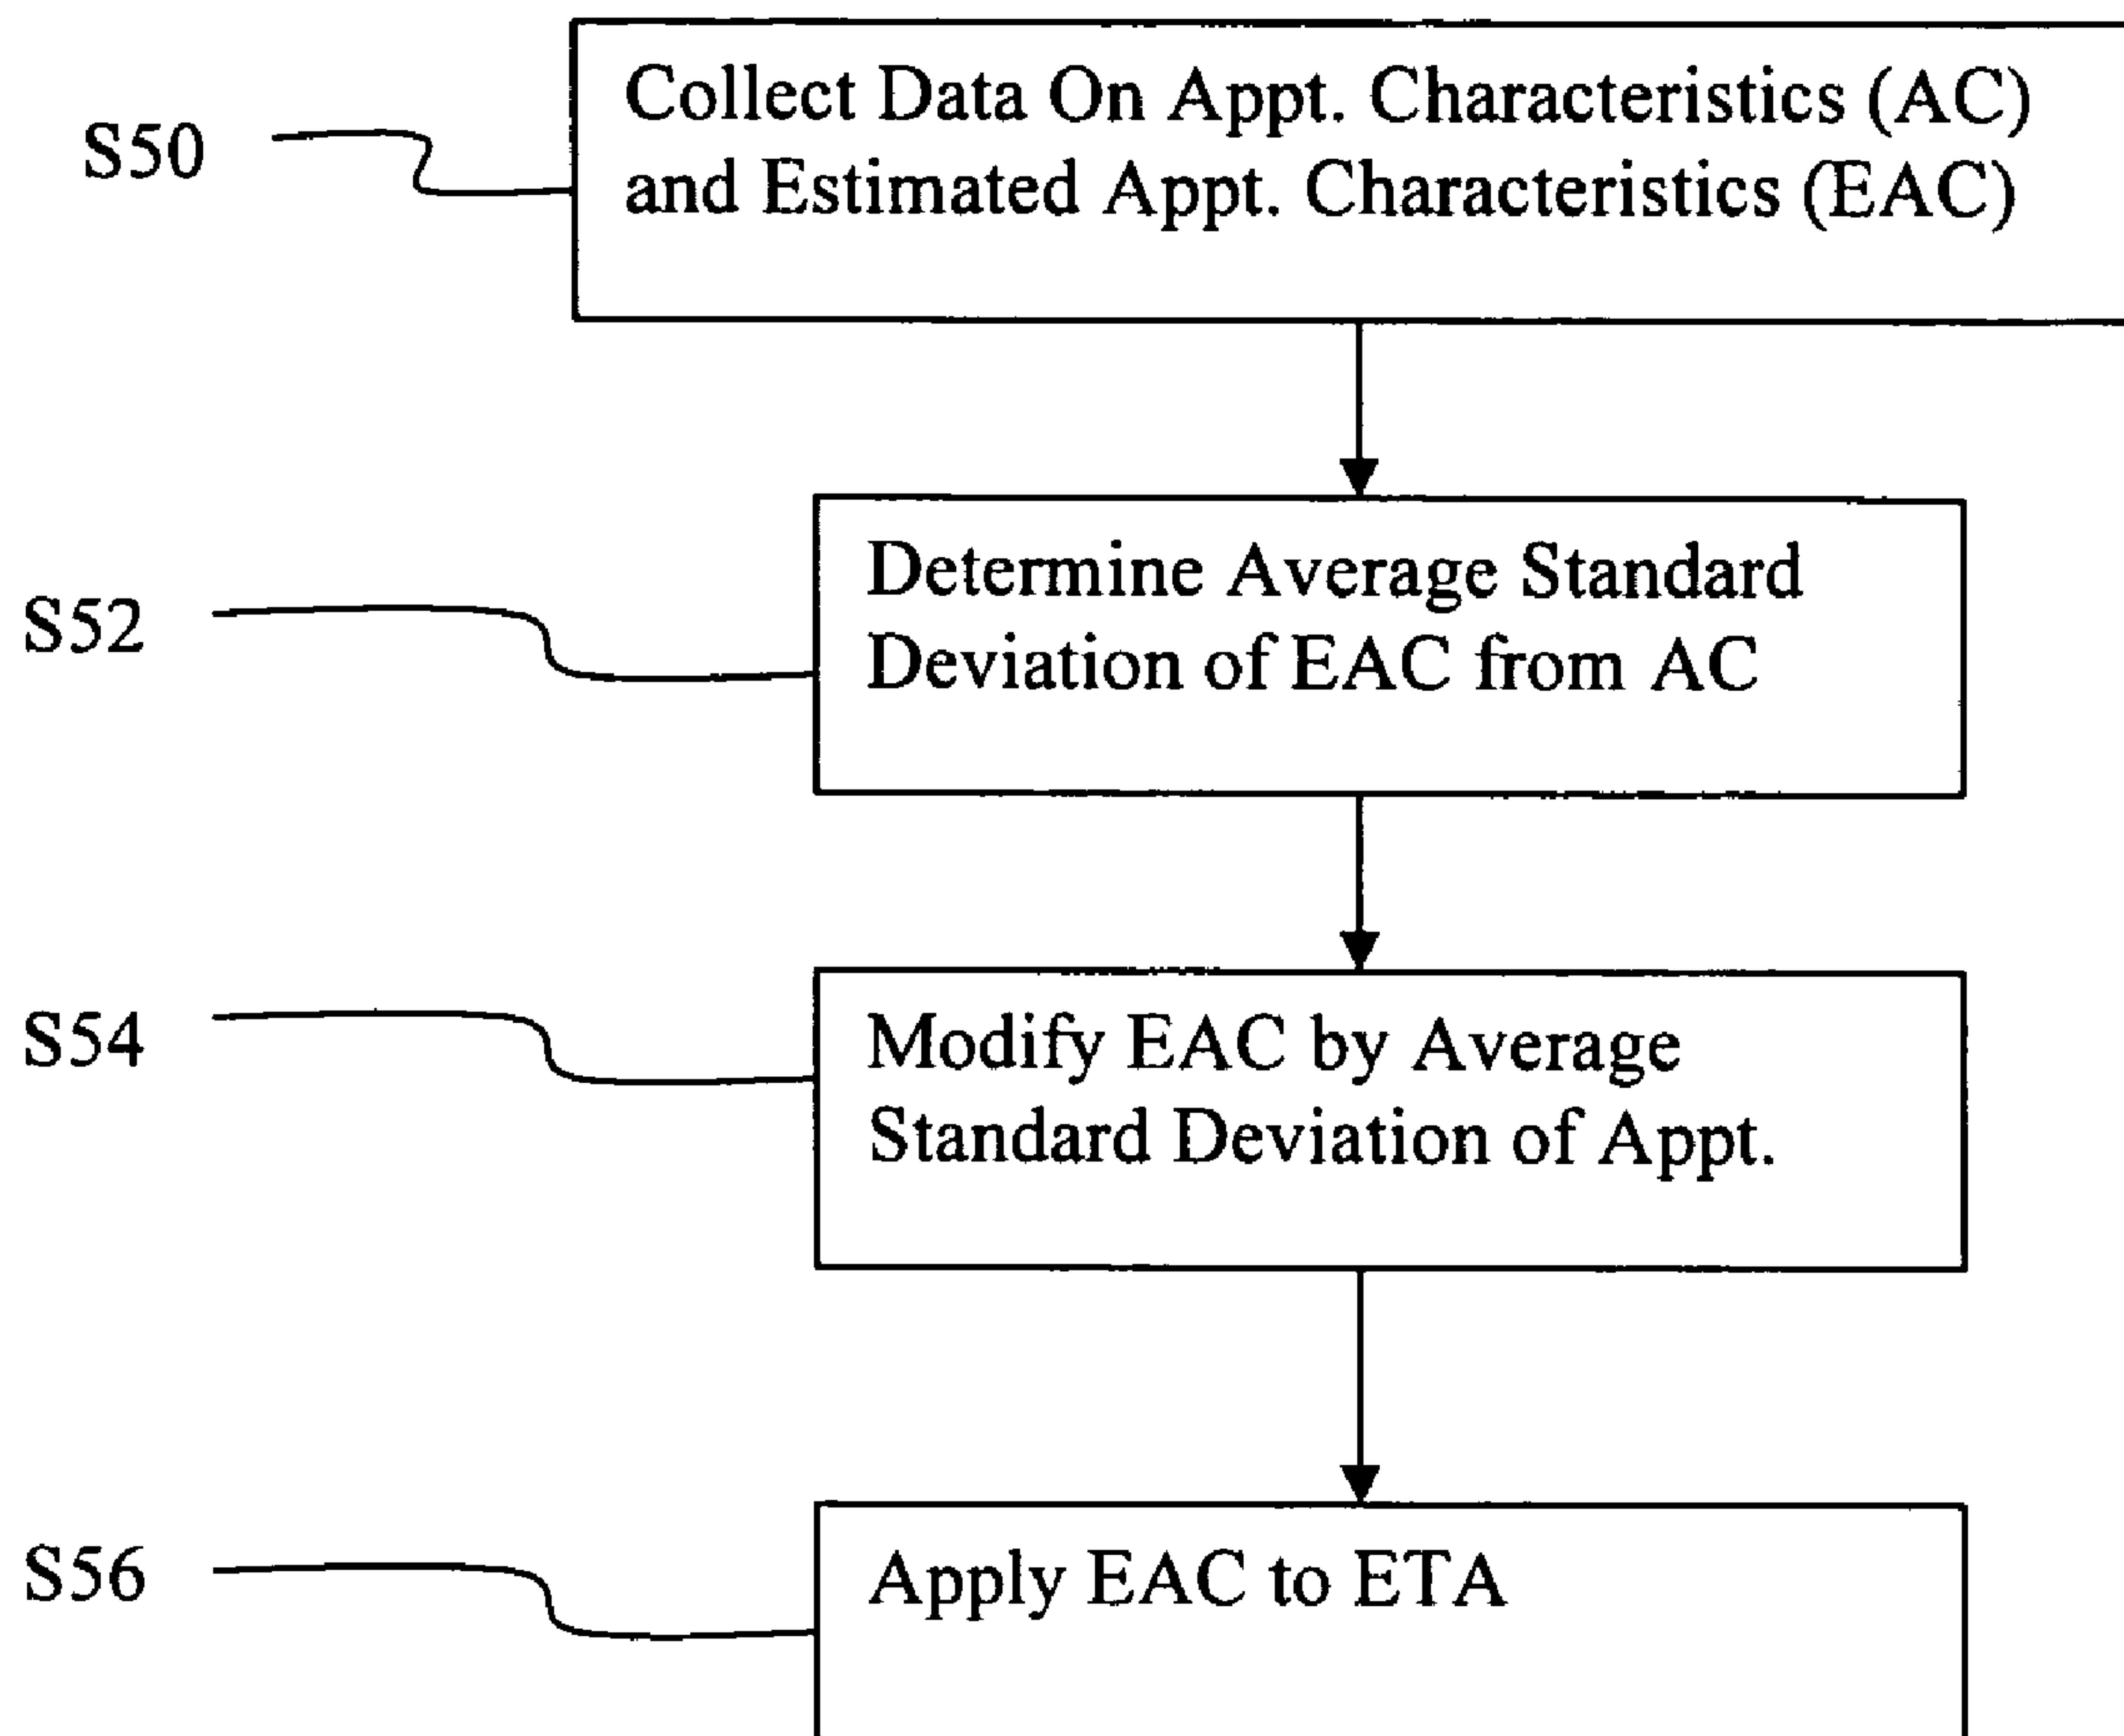 S50
Collect Data On Appt. Characteristics (AC)
and Estimated Appt. Characteristics (EAC)
S52
Determine Average Standard
Deviation of EAC from AC
S54
Modify EAC by Average
Standard Deviation of Appt.
S56
Apply EAC to ETA